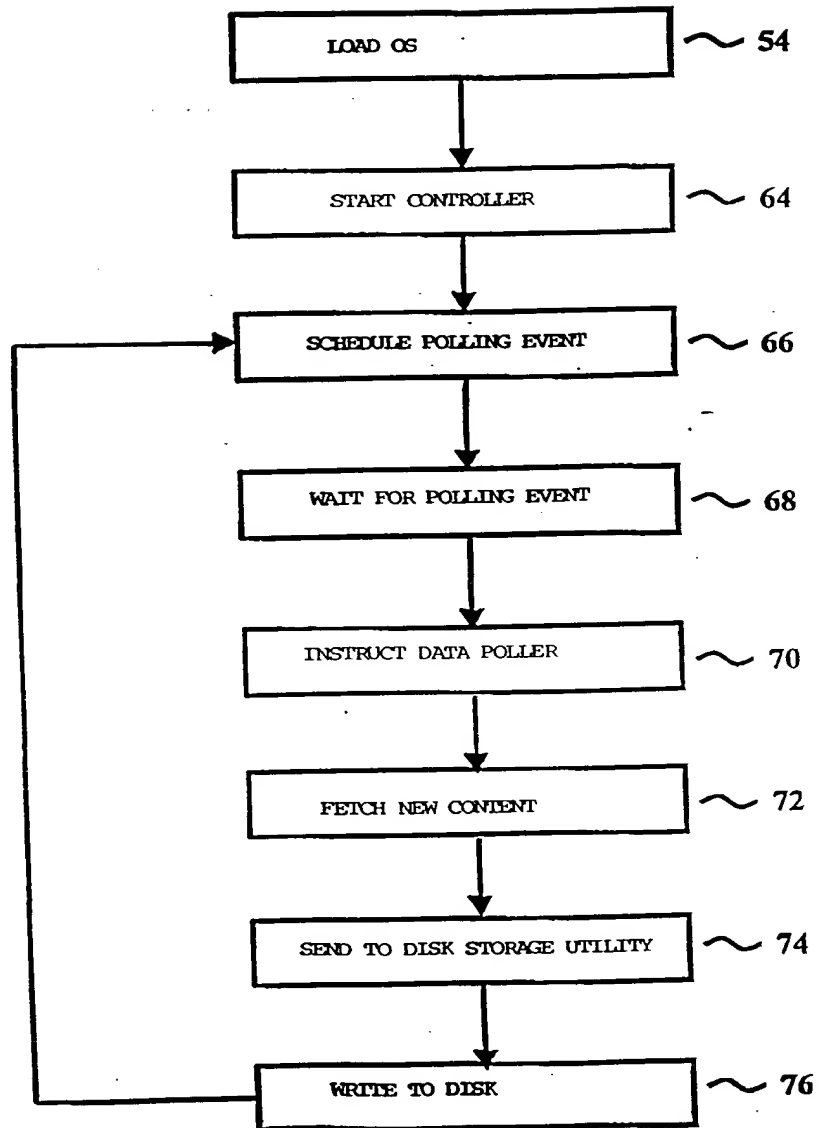 LOAD OS 54
START CONTROLLER 64
SCHEDULE POLLING EVENT 66
WAIT FOR POLLING EVENT 68
INSTRUCT DATA POLLER 70
FETCH NEW CONTENT 72
SEND TO DISK STORAGE UTILITY 74
WRITE TO DISK 76